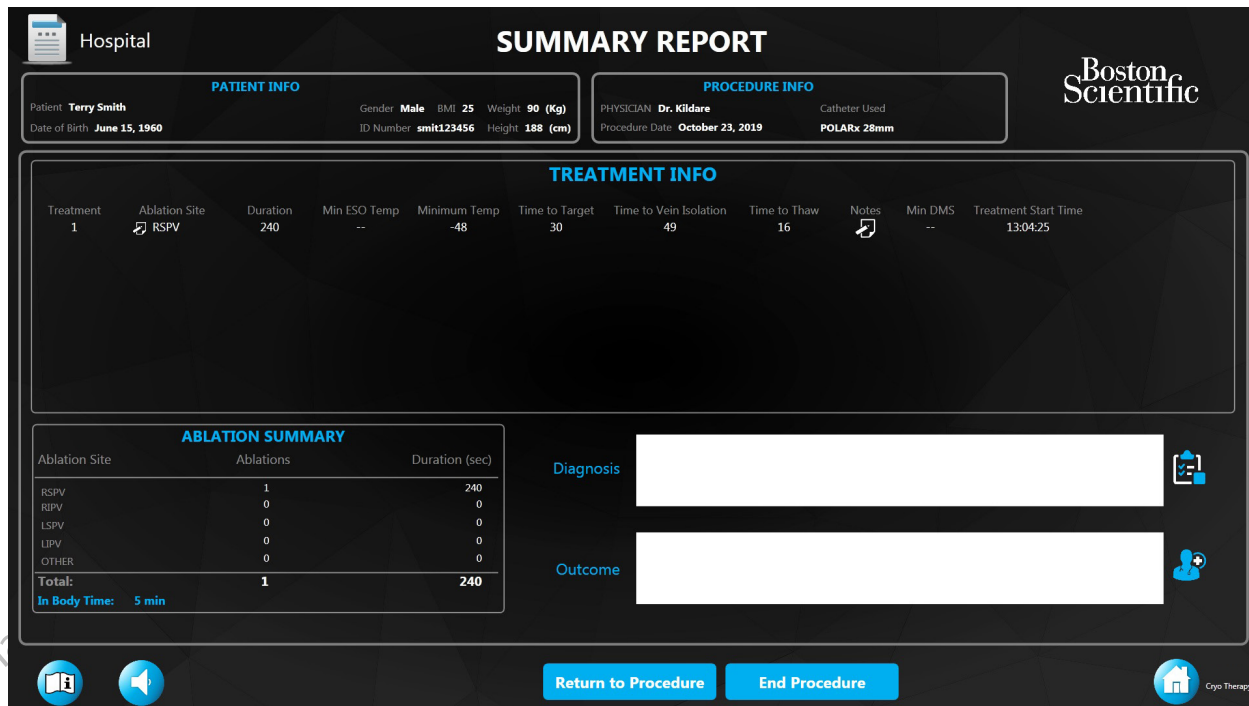 Hospital
SUMMARY REPORT
Boston
Scientific
PATIENT INFO
Patient Terry Smith
Gender Male BMI 25 Weight 90 (Kg)
Date of Birth June 15, 1960
ID Number smit123456 Height 188 (cm)
PROCEDURE INFO
PHYSICIAN Dr. Kildare
Catheter Used
Procedure Date October 23, 2019
POLARx 28mm
TREATMENT INFO
Treatment Ablation Site Duration Min ESO Temp Minimum Temp Time to Target Time to Vein Isolation Time to Thaw Notes Min DMS Treatment Start Time
1 RSPV 240 -- -48 30 49 16 -- 13:04:25
ABLATION SUMMARY
Ablation Site Ablations Duration (sec)
RSPV 1 240
RIPV 0 0
LSPV 0 0
LIPV 0 0
OTHER 0 0
Total: 1 240
In Body Time: 5 min
Diagnosis
Outcome
Return to Procedure
End Procedure
Cryo Therapy